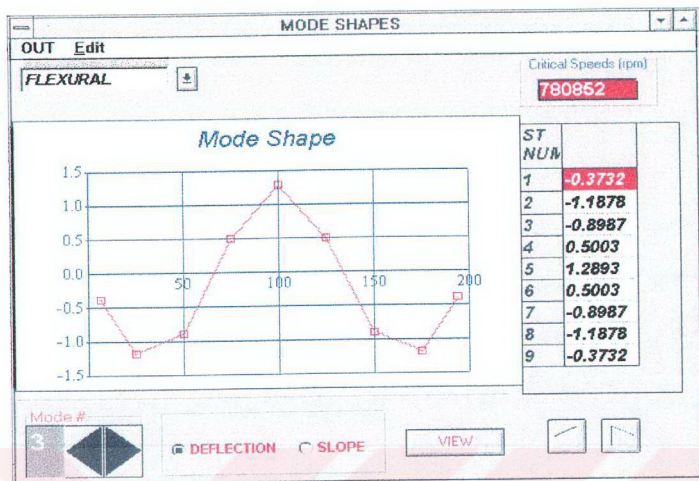 MODE SHAPES
OUT Edit
FLEXURAL
Critical Speeds (rpm)
780852
Mode Shape
1.5
1.0
0.5
0.0
-0.5
-1.0
-1.5
50 100 150 200
ST NUM
1 -0.3732
2 -1.1878
3 -0.8987
4 0.5003
5 1.2893
6 0.5003
7 -0.8987
8 -1.1878
9 -0.3732
Mode #
3
DEFLECTION SLOPE
VIEW